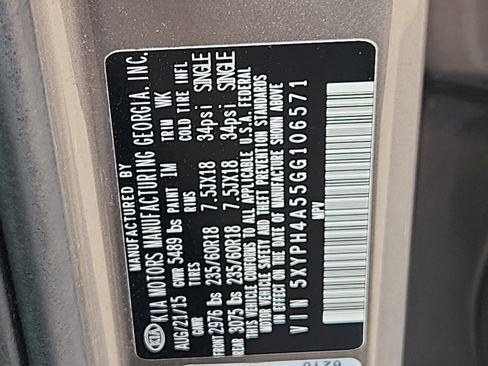 MANUFACTURED BY
KIA KIA MOTORS MANUFACTURING GEORGIA, INC.
AUG/21/15 GVWR 5489 lbs PAINT IM TRIM WK
GAWR TIRES RIMS COLD TIRE INFL
FRONT 2976 lbs 235/60R18 7.5JX18 34psi SINGLE
REAR 3075 lbs 235/60R18 7.5JX18 34psi SINGLE
THIS VEHICLE CONFORMS TO ALL APPLICABLE U.S.A. FEDERAL
MOTOR VEHICLE SAFETY AND THEFT PREVENTION STANDARDS
IN EFFECT ON THE DATE OF MANUFACTURE SHOWN ABOVE
VIN 5XYPH4A55GG106571
MPV